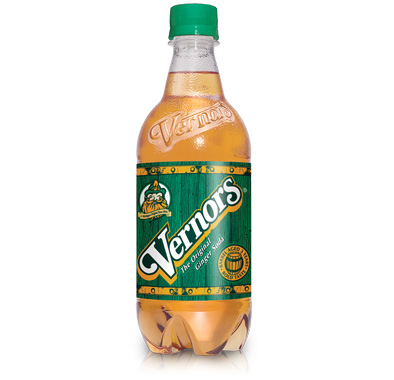 Vernors
Vernors
The Original
Ginger Soda
®